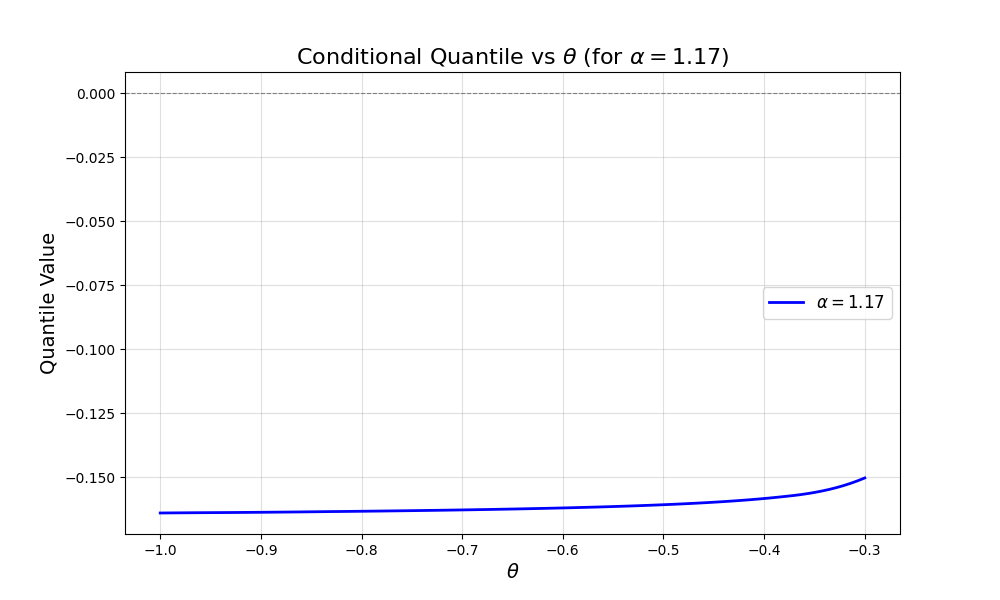 Conditional Quantile vs θ (for α = 1.17)
Quantile Value
0.000
−0.025
−0.050
−0.075
−0.100
−0.125
−0.150
α = 1.17
−1.0 −0.9 −0.8 −0.7 −0.6 −0.5 −0.4 −0.3
θ